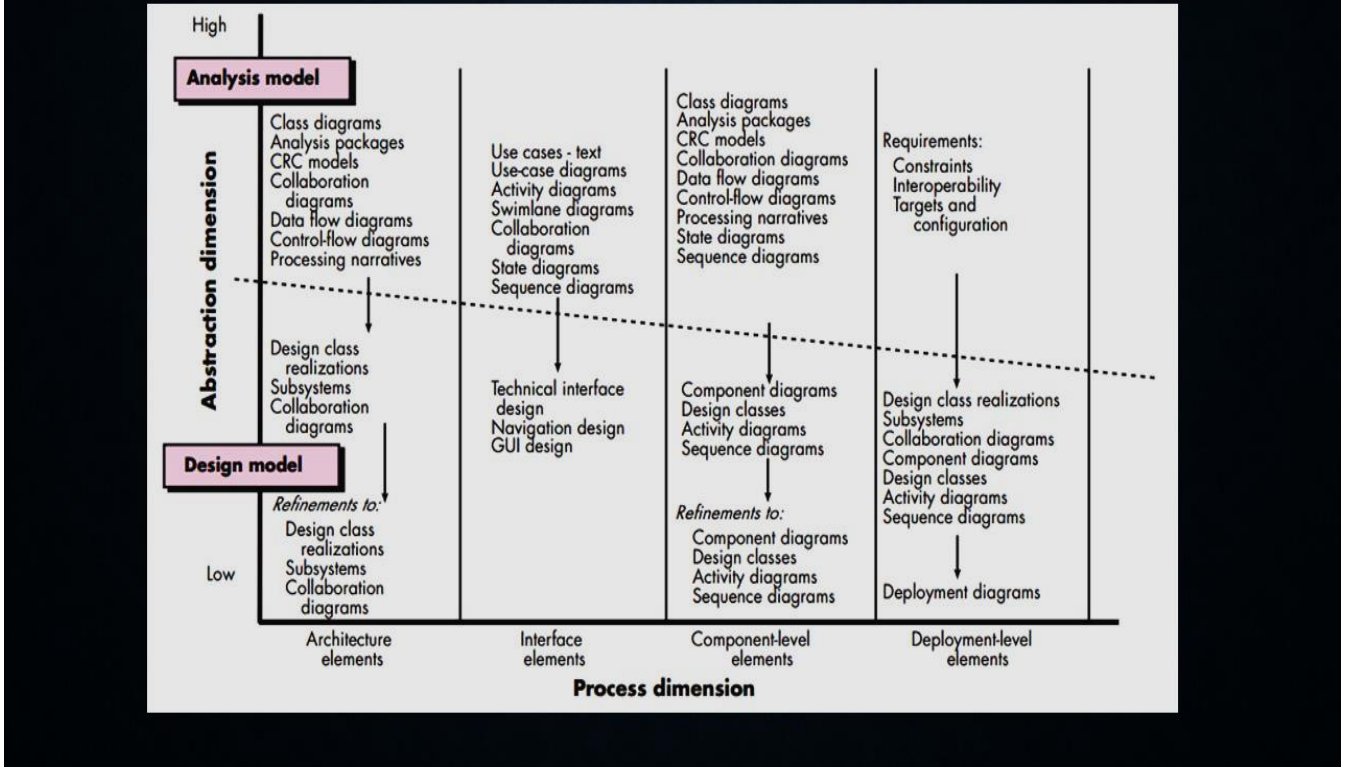 High
Analysis model
Abstraction dimension
Class diagrams
Analysis packages
CRC models
Collaboration
diagrams
Data flow diagrams
Control-flow diagrams
Processing narratives
Design class
realizations
Subsystems
Collaboration
diagrams
Design model
Refinements to:
Design class
realizations
Subsystems
Collaboration
diagrams
Low
Use cases - text
Use-case diagrams
Activity diagrams
Swimlane diagrams
Collaboration
diagrams
State diagrams
Sequence diagrams
Technical interface
design
Navigation design
GUI design
Class diagrams
Analysis packages
CRC models
Collaboration diagrams
Data flow diagrams
Control-flow diagrams
Processing narratives
State diagrams
Sequence diagrams
Component diagrams
Design classes
Activity diagrams
Sequence diagrams
Refinements to:
Component diagrams
Design classes
Activity diagrams
Sequence diagrams
Requirements:
Constraints
Interoperability
Targets and
configuration
Design class realizations
Subsystems
Collaboration diagrams
Component diagrams
Design classes
Activity diagrams
Sequence diagrams
Deployment diagrams
Architecture
elements
Interface
elements
Component-level
elements
Deployment-level
elements
Process dimension